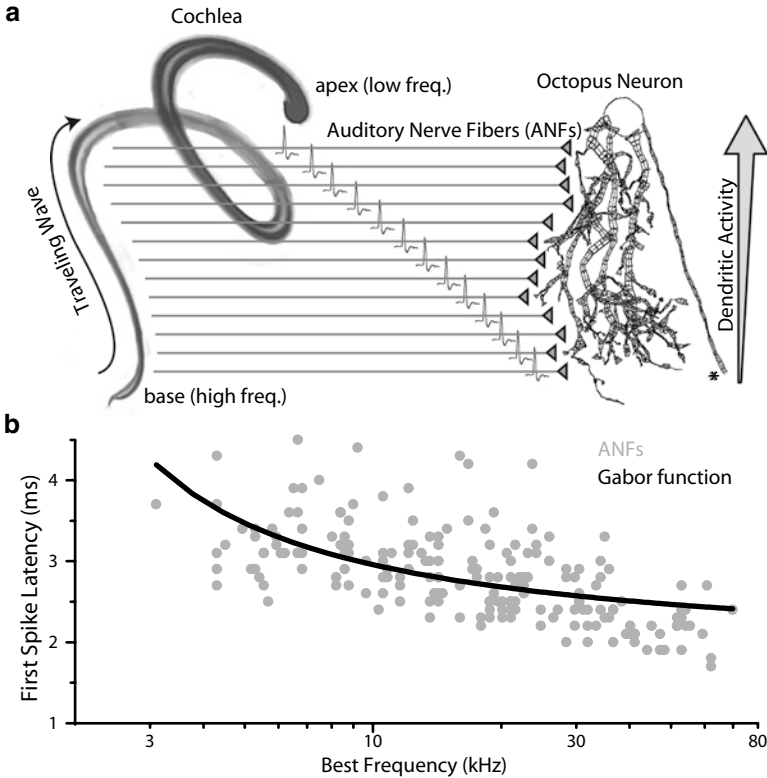 a
Cochlea
apex (low freq.)
Octopus Neuron
Auditory Nerve Fibers (ANFs)
Traveling Wave
Dendritic Activity
*
base (high freq.)
b
ANFs
Gabor function
First Spike Latency (ms)
4
3
2
1
3
10
30
80
Best Frequency (kHz)